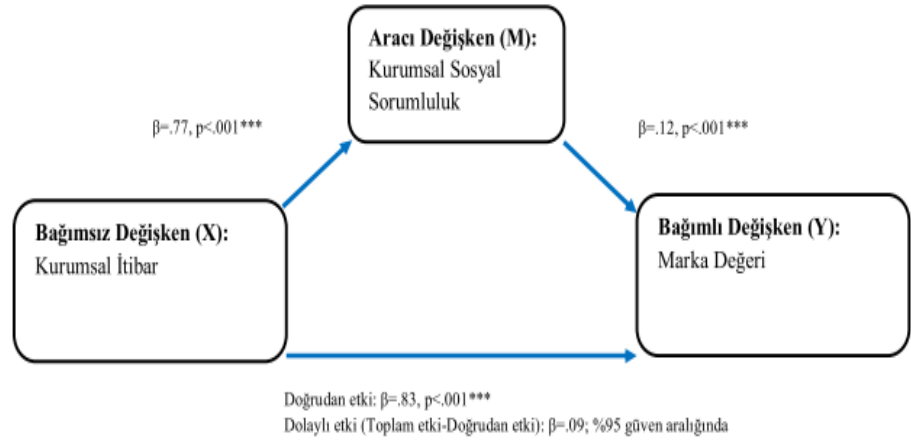 Aracı Değişken (M):
Kurumsal Sosyal
Sorumluluk
β=.77, p<.001***
β=.12, p<.001***
Bağımsız Değişken (X):
Kurumsal İtibar
Bağımlı Değişken (Y):
Marka Değeri
Doğrudan etki: β=.83, p<.001***
Dolaylı etki (Toplam etki-Doğrudan etki): β=.09; %95 güven aralığında